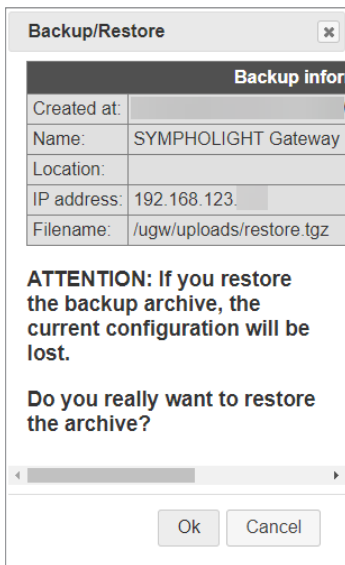 Backup/Restore
Backup infor
Created at:
Name: SYMPHOLIGHT Gateway
Location:
IP address: 192.168.123.
Filename: /ugw/uploads/restore.tgz
ATTENTION: If you restore
the backup archive, the
current configuration will be
lost.
Do you really want to restore
the archive?
Ok Cancel